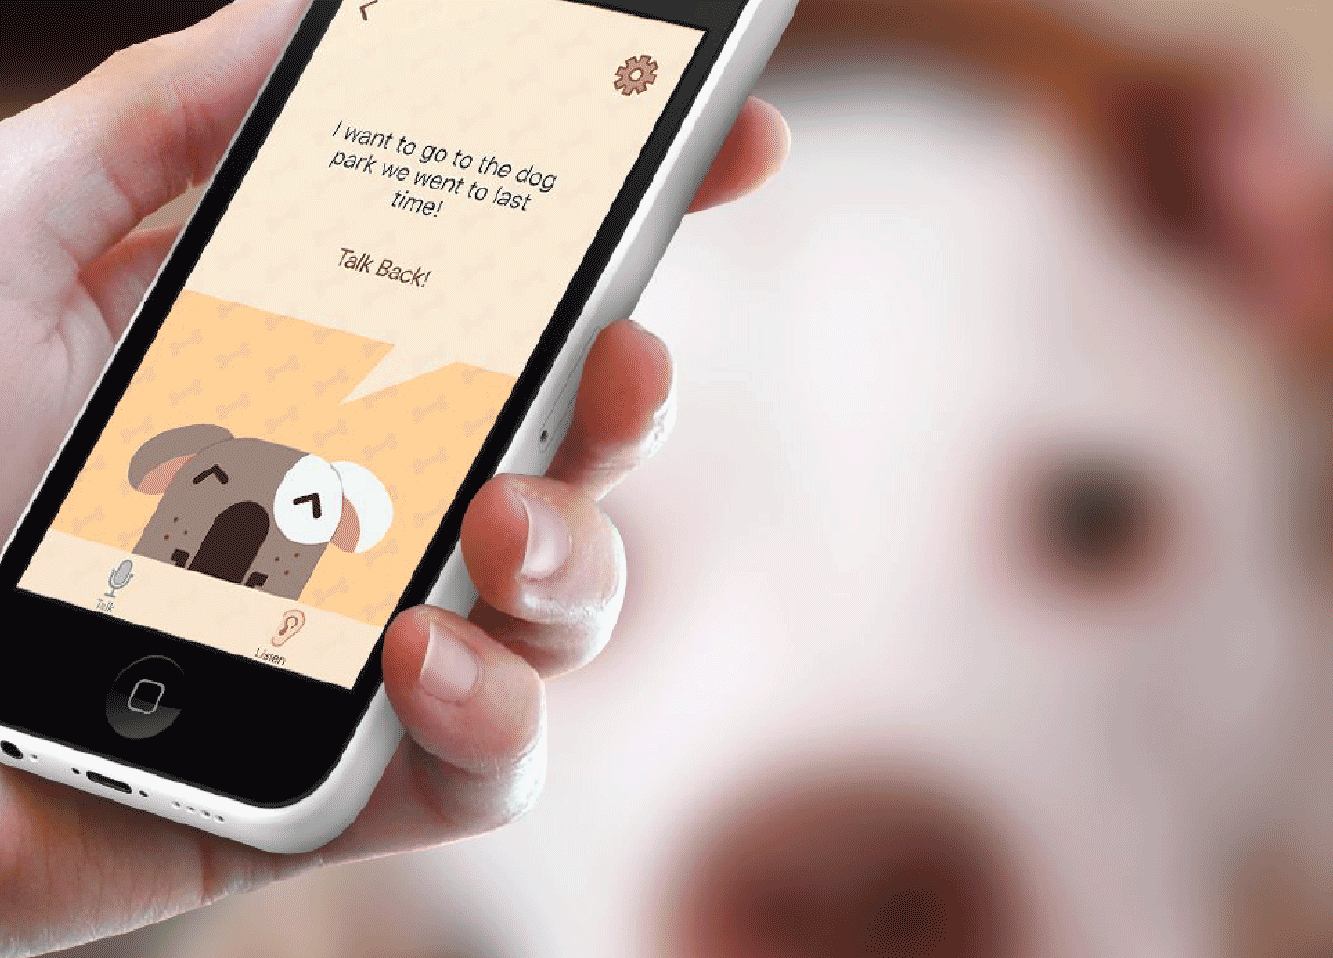 I want to go to the dog
park we went to last
time!
Talk Back!
Talk
Listen